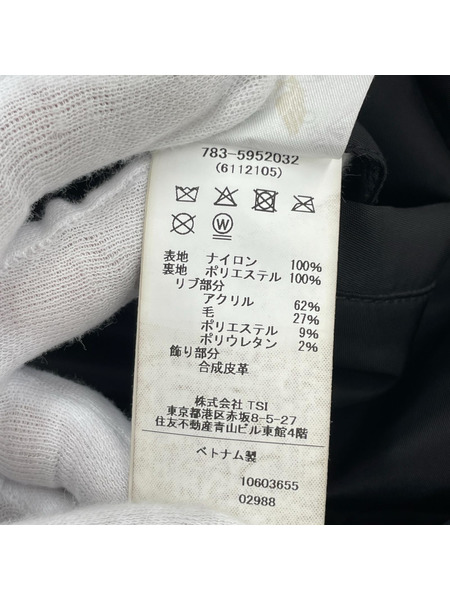 783-5952032
(6112105)
W
表地 ナイロン 100%
裏地 ポリエステル 100%
リブ部分
アクリル 62%
毛 27%
ポリエステル 9%
ポリウレタン 2%
飾り部分
合成皮革
株式会社 TSI
東京都港区赤坂8-5-27
住友不動産青山ビル東館4階
ベトナム製
10603655
02988